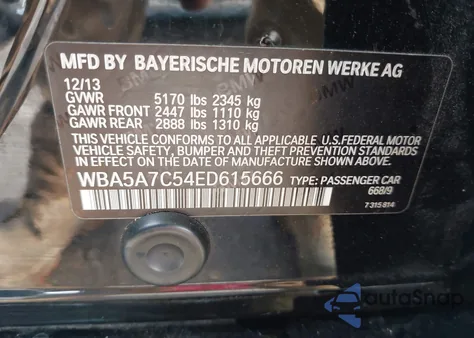 MFD BY BAYERISCHE MOTOREN WERKE AG
12/13
GVWR 5170 lbs 2345 kg
GAWR FRONT 2447 lbs 1110 kg
GAWR REAR 2888 lbs 1310 kg
THIS VEHICLE CONFORMS TO ALL APPLICABLE U.S.FEDERAL MOTOR
VEHICLE SAFETY, BUMPER AND THEFT PREVENTION STANDARDS
IN EFFECT ON THE DATE OF MANUFACTURE SHOWN ABOVE.
WBA5A7C54ED615666 TYPE: PASSENGER CAR
668/9
7315814
autoSnap